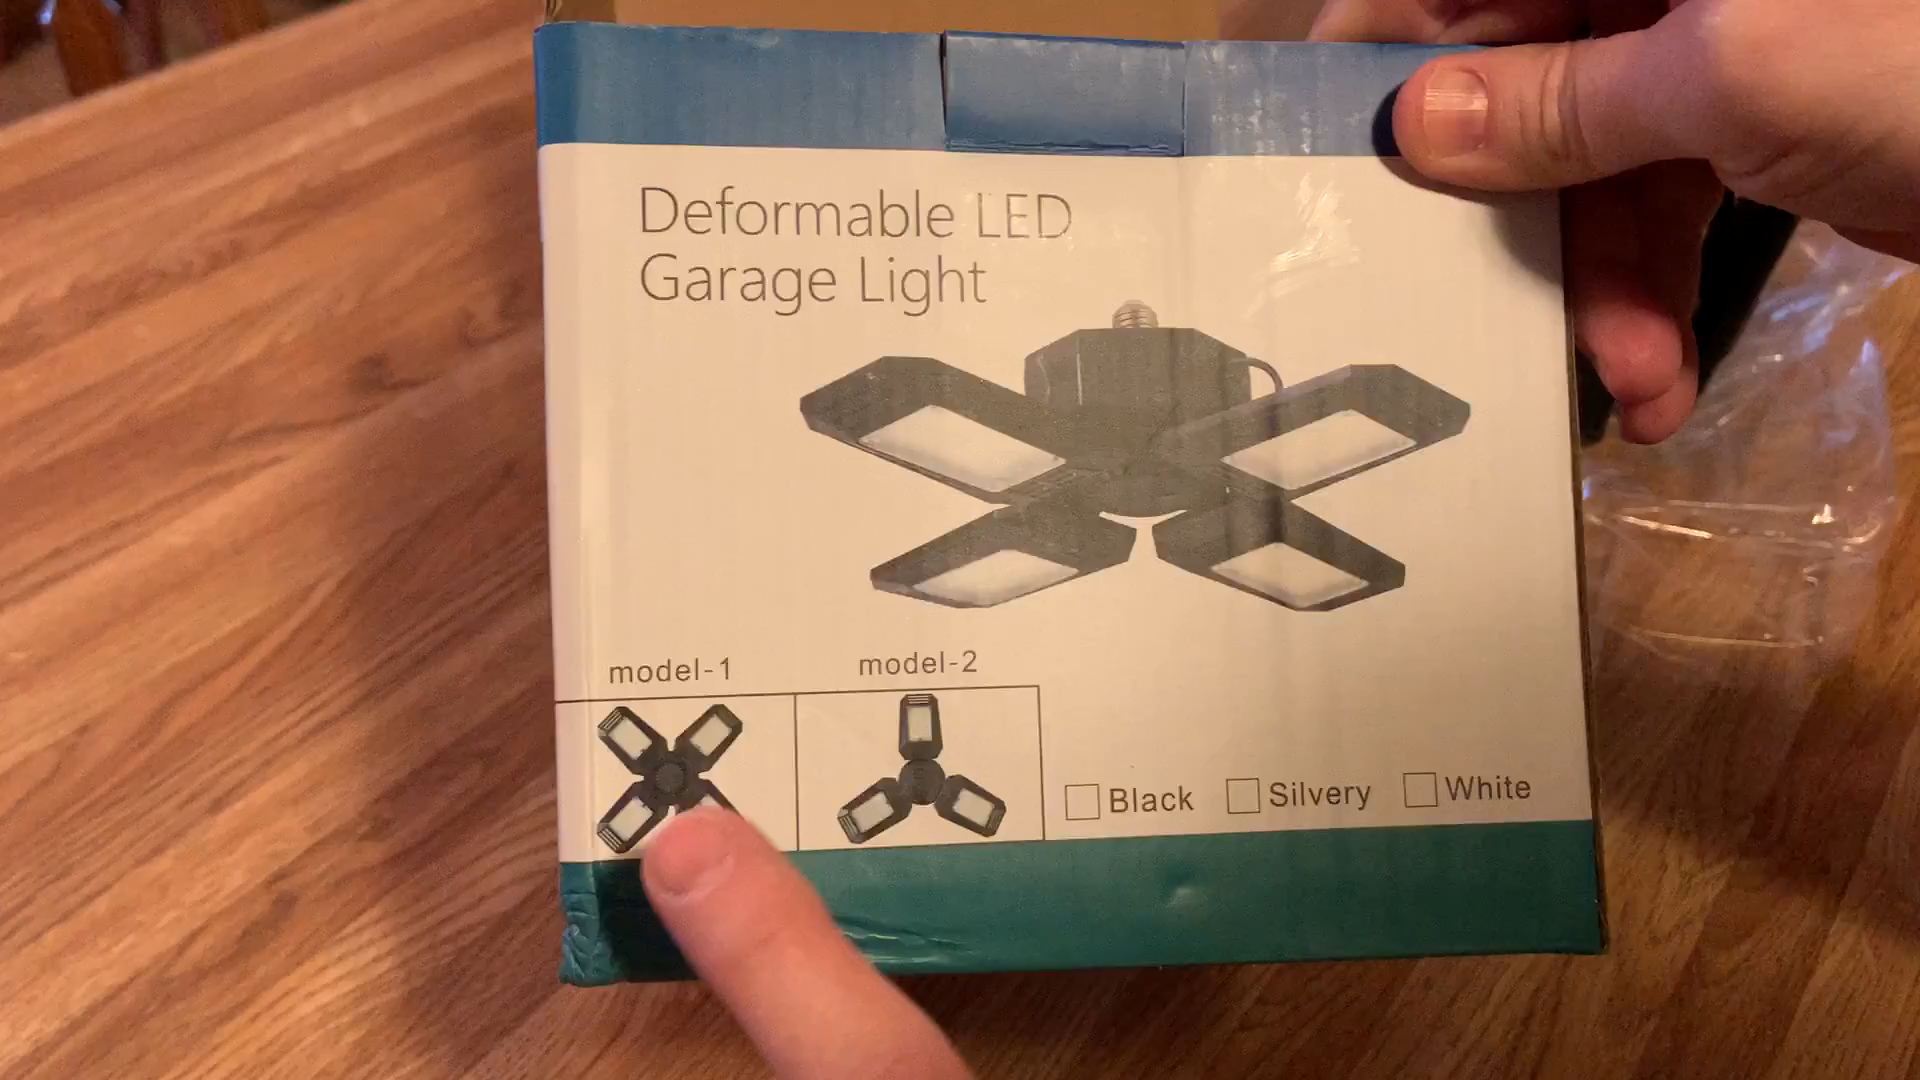 Deformable LED
Garage Light
model-1
model-2
Black
Silvery
White